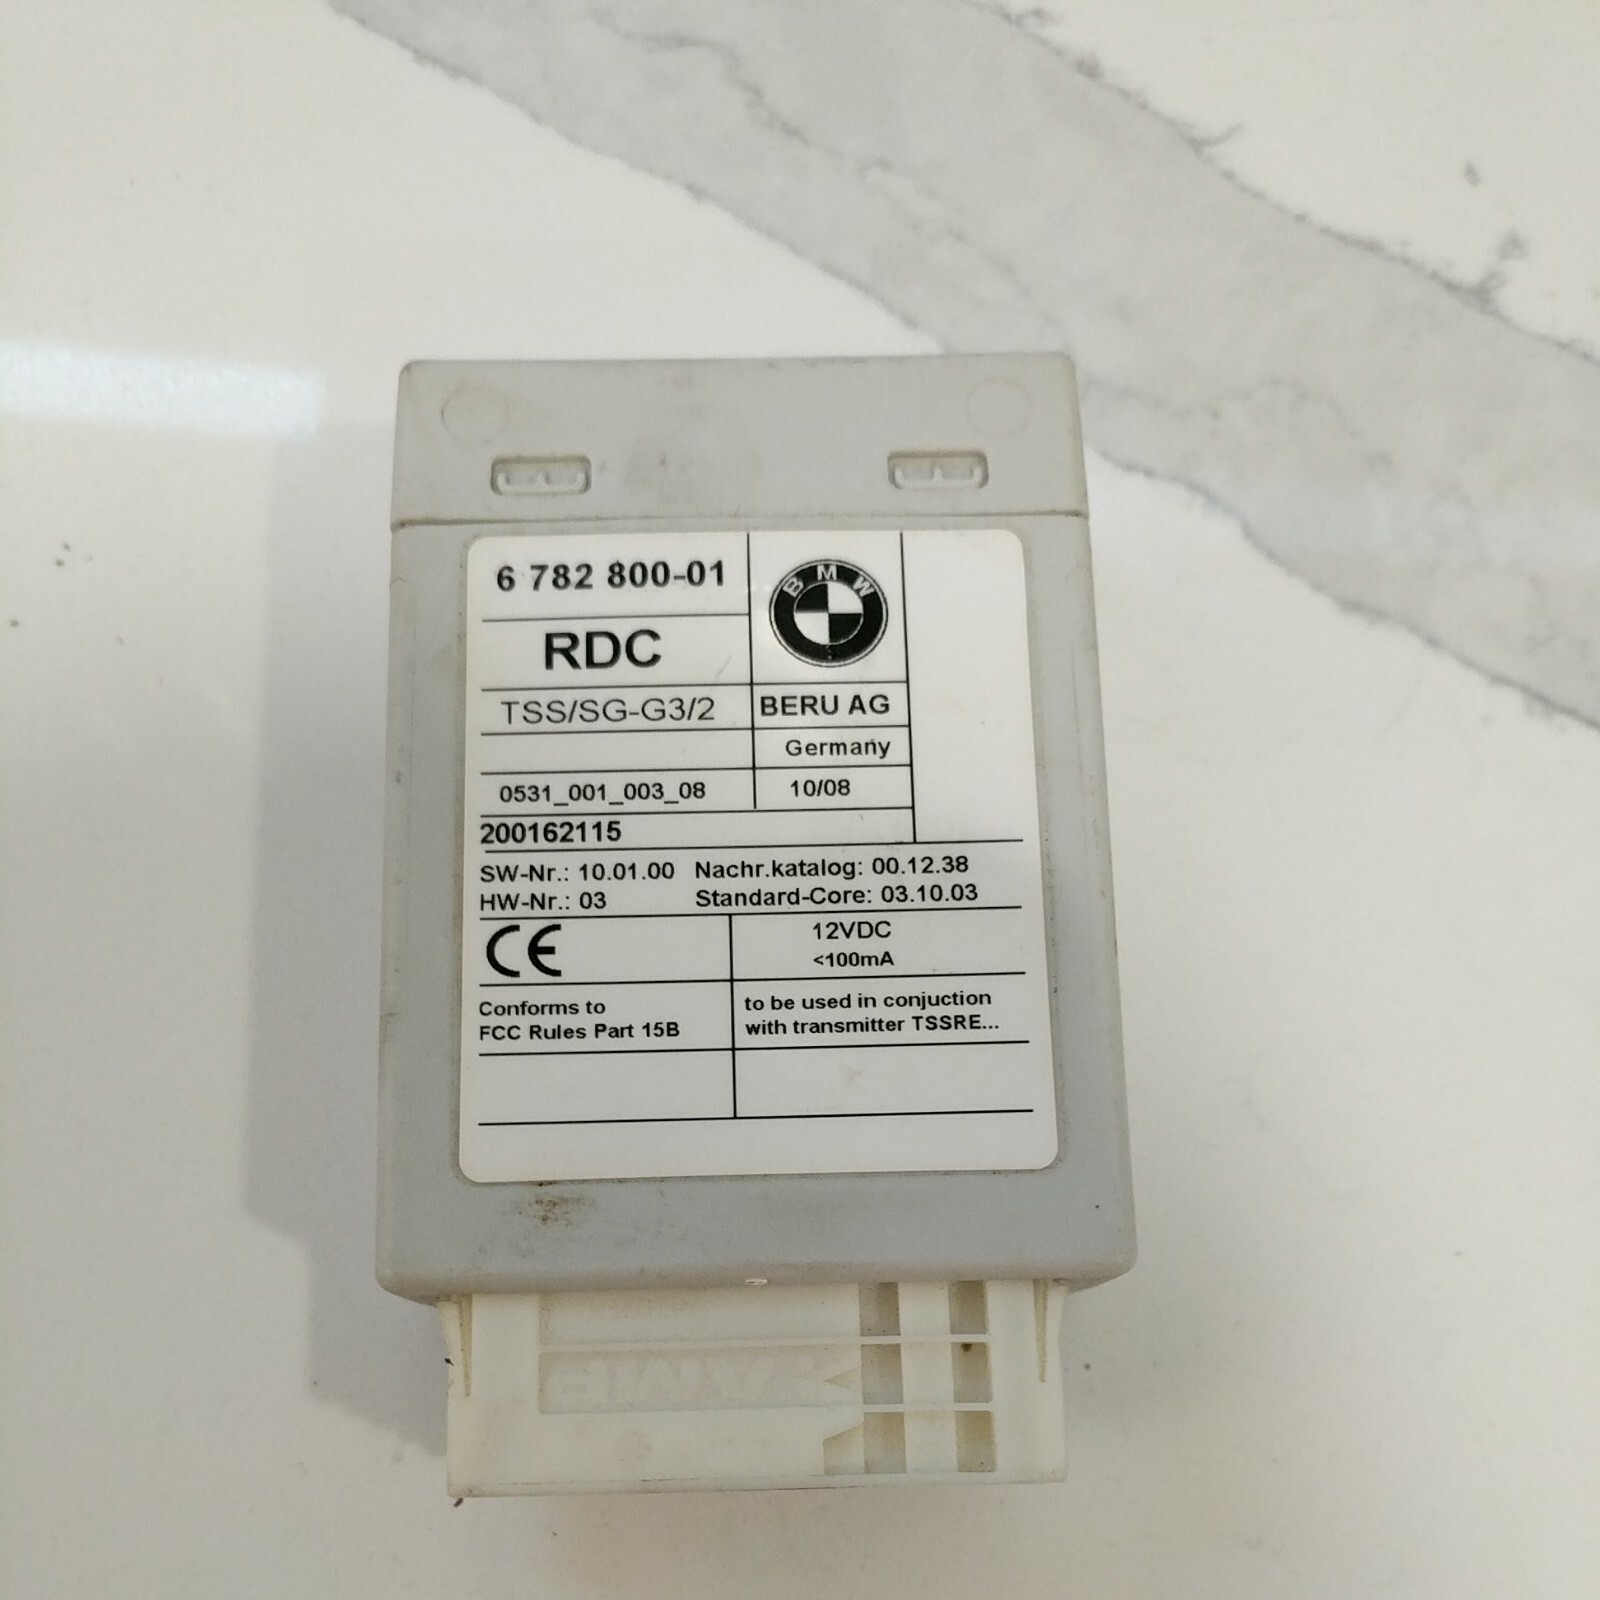 6 782 800-01
BMW
RDC
TSS/SG-G3/2
BERU AG
Germany
0531_001_003_08
10/08
200162115
SW-Nr.: 10.01.00 Nachr.katalog: 00.12.38
HW-Nr.: 03 Standard-Core: 03.10.03
CE
12VDC
<100mA
Conforms to
FCC Rules Part 15B
to be used in conjuction
with transmitter TSSRE...
AMP